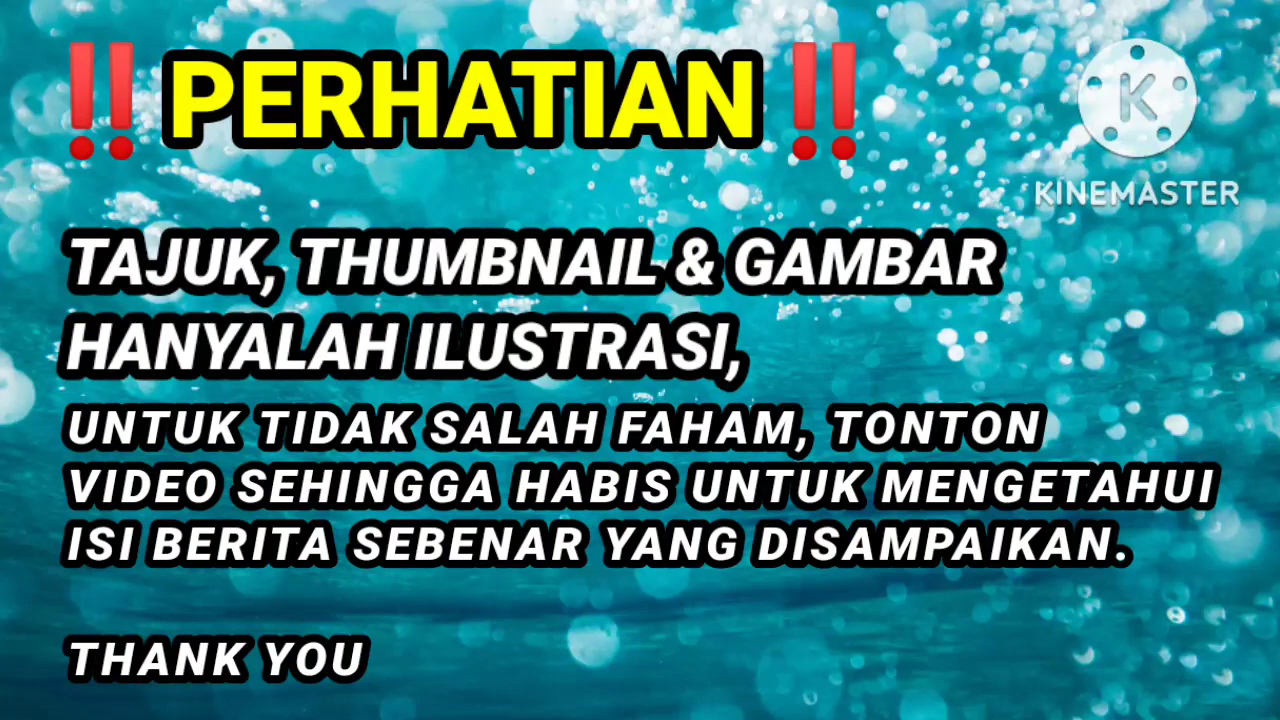 ‼️PERHATIAN‼️
KINEMASTER
TAJUK, THUMBNAIL & GAMBAR
HANYALAH ILUSTRASI,
UNTUK TIDAK SALAH FAHAM, TONTON
VIDEO SEHINGGA HABIS UNTUK MENGETAHUI
ISI BERITA SEBENAR YANG DISAMPAIKAN.
THANK YOU